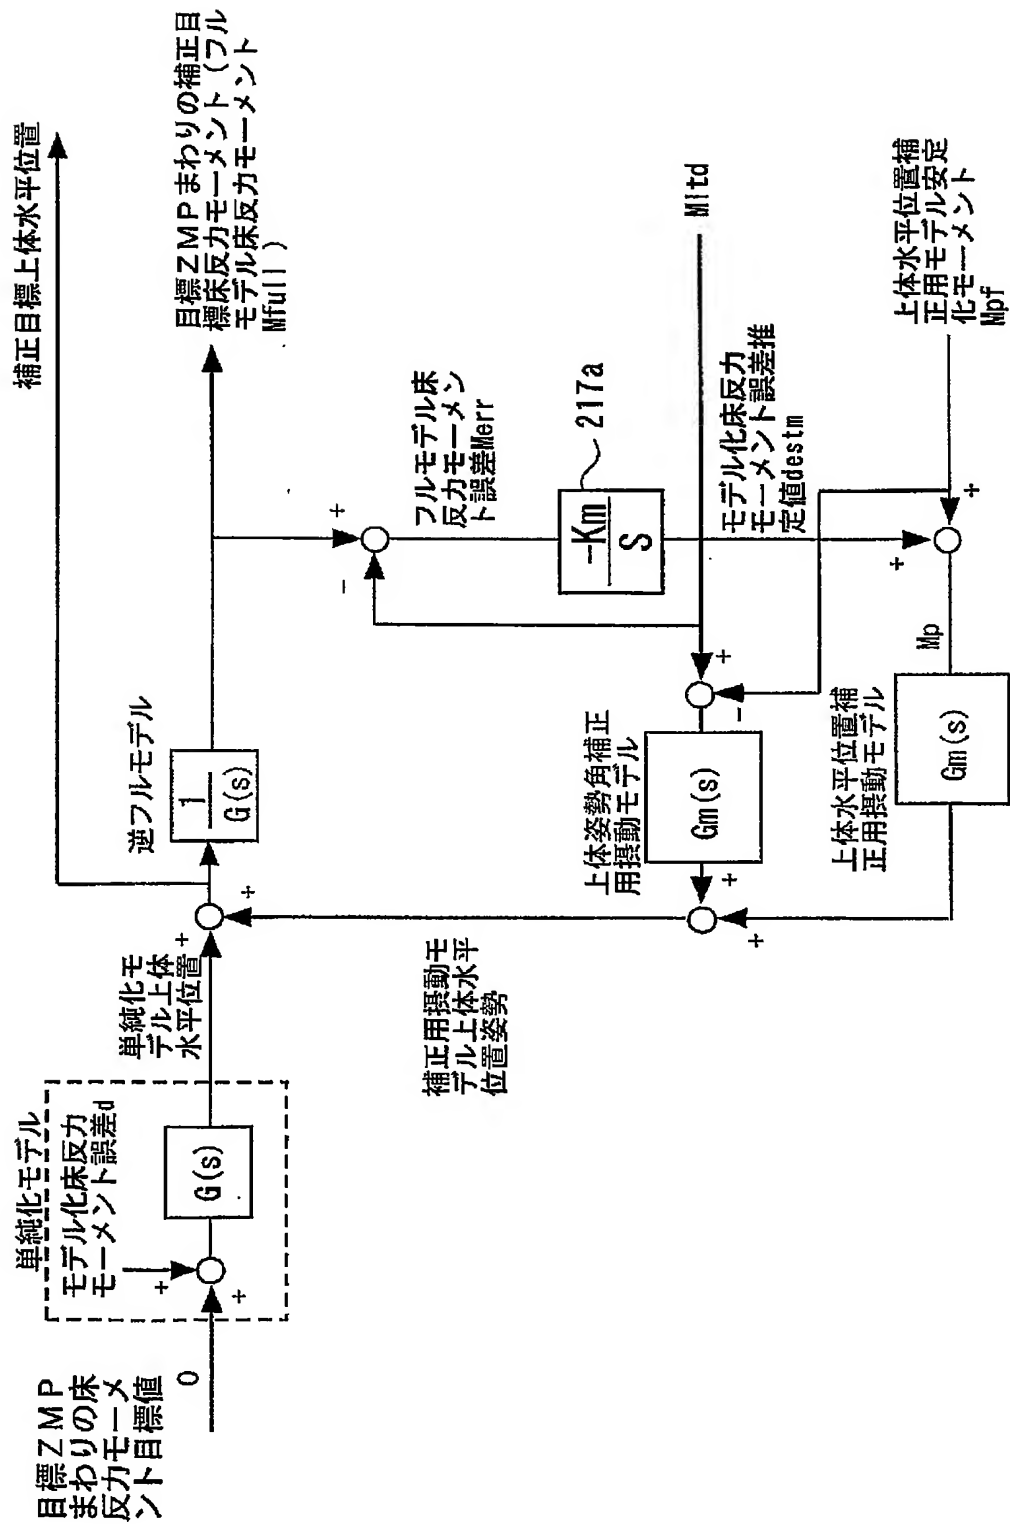 目標ZMP
まわりの床
反力モーメ
ント目標値
0
単純化モデル
モデル化床反力
モーメント誤差d
+
+
G(s)
単純化モ
デル上体
水平位置
+
+
逆フルモデル
1
G(s)
補正目標上体水平位置
目標ZMPまわりの補正目
標床反力モーメント(フル
モデル床反力モーメント
Mfull)
+
-
フルモデル床
反力モーメン
ト誤差Merr
217a
-Km
S
Mltd
モデル化床反力
モーメント誤差推
定値destm
上体水平位置補
正用モデル安定
化モーメント
Mpf
+
+
Mp
上体水平位置補
正用摂動モデル
Gm(s)
+
-
上体姿勢角補正
用摂動モデル
Gm(s)
+
+
補正用摂動モ
デル上体水平
位置姿勢